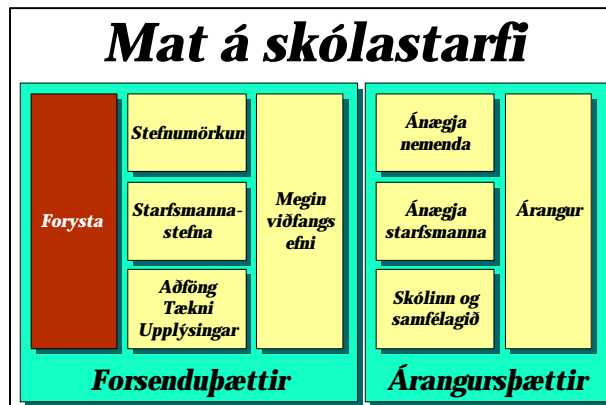 Mat á skólastarfi
Forysta
Stefnumörkun
Starfsmanna-
stefna
Aðföng
Tækni
Upplýsingar
Megin
viðfangs
efni
Forsenduþættir
Ánægja
nemenda
Ánægja
starfsmanna
Skólinn og
samfélagið
Árangur
Árangursþættir